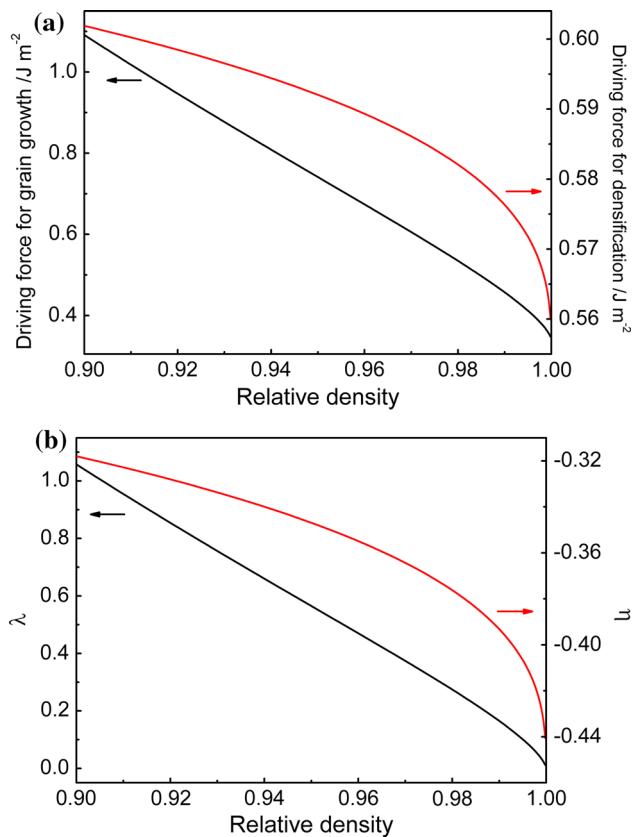 (a)
Driving force for grain growth /J m⁻²
1.0
0.8
0.6
0.4
0.60
0.59
0.58
0.57
0.56
Driving force for densification /J m⁻²
0.90 0.92 0.94 0.96 0.98 1.00
Relative density
(b)
λ
1.0
0.8
0.6
0.4
0.2
0.0
-0.32
-0.36
-0.40
-0.44
η
0.90 0.92 0.94 0.96 0.98 1.00
Relative density